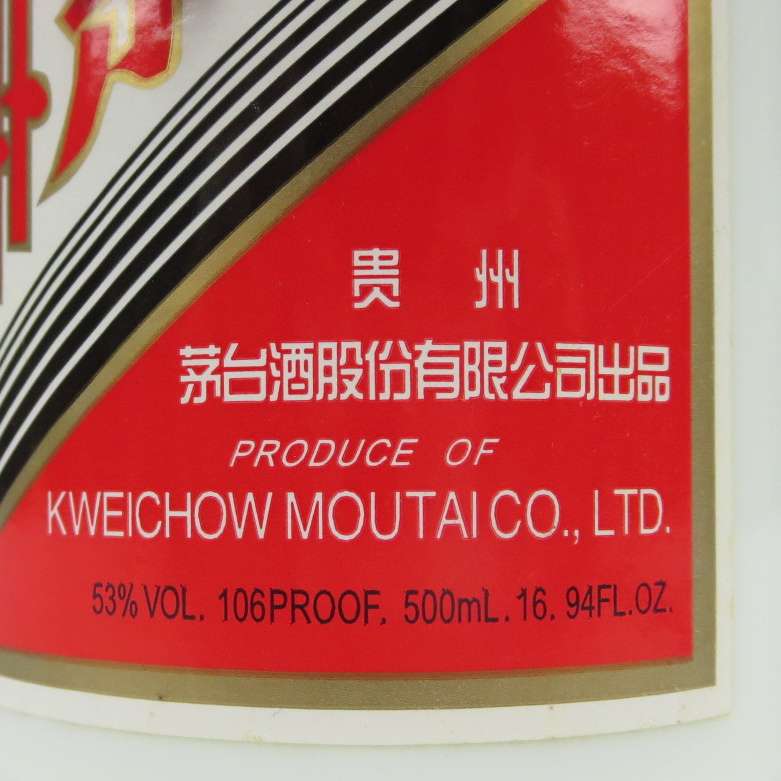 贵州
茅台酒股份有限公司出品
PRODUCE OF
KWEICHOW MOUTAI CO., LTD.
53% VOL. 106PROOF. 500mL. 16. 94FL.OZ.